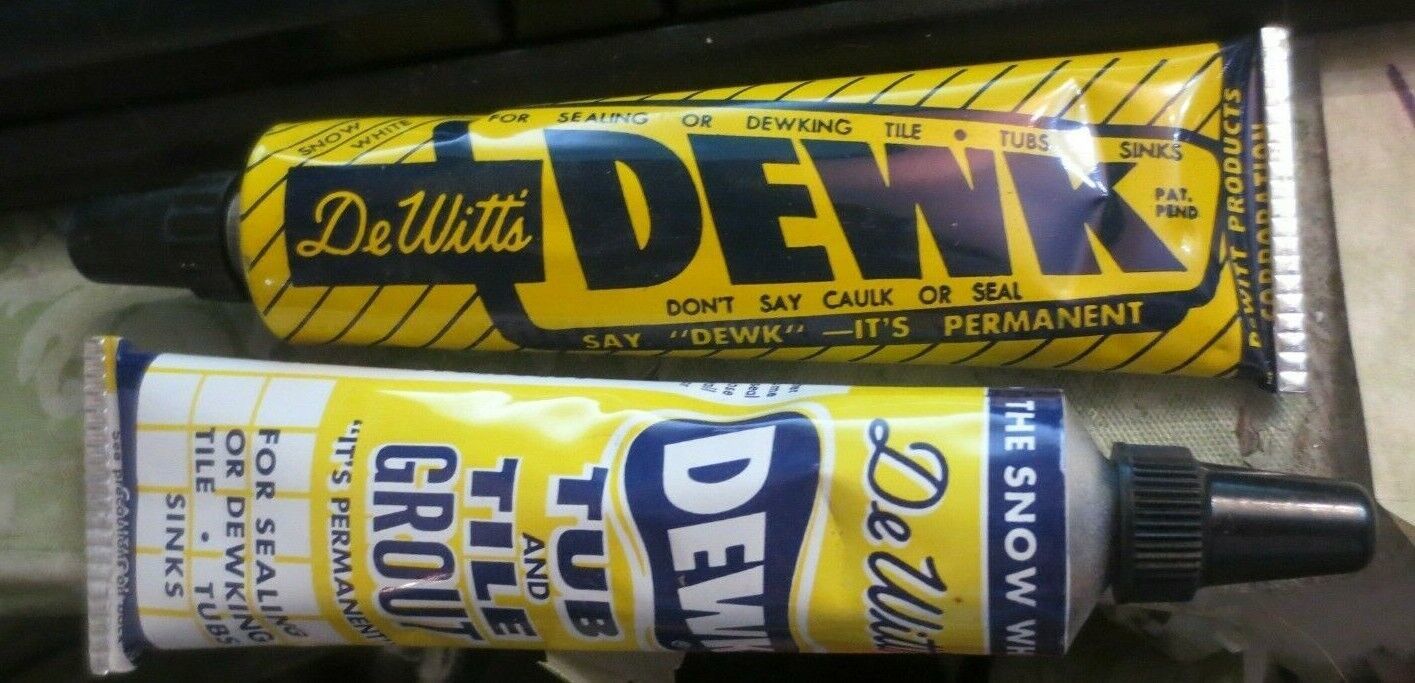 SNOW
WHITE
FOR SEALING OR DEWKING TILE • TUBS SINKS
De Witt's
DEWK
PAT.
PEND
DON'T SAY CAULK OR SEAL
SAY "DEWK" —IT'S PERMANENT
DEWITT PRODUCTS
CORPORATION
THE SNOW WH
De Witt
DEWK
TUB
AND
TILE
GROUT
"IT'S PERMANENT"
FOR SEALING
OR DEWKING
TILE • TUBS
SINKS